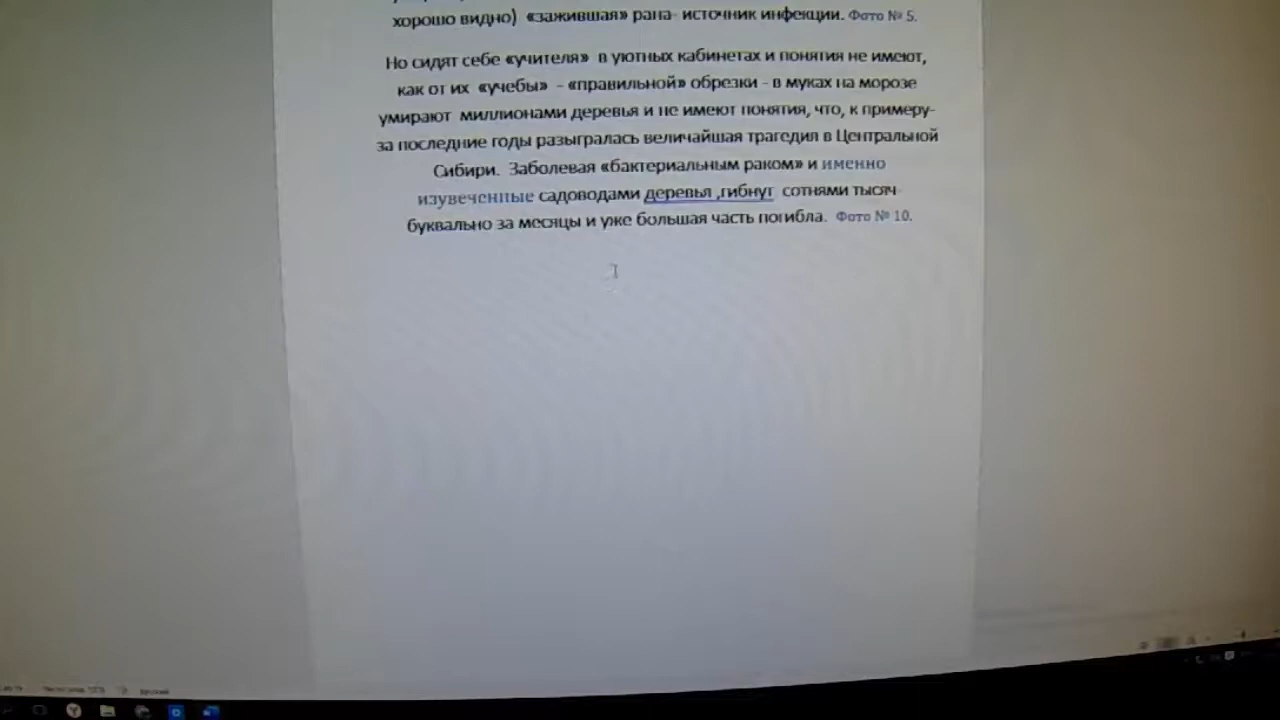 хорошо видно) «зажившая» рана- источник инфекции. Фото № 5.
Но сидят себе «учителя» в уютных кабинетах и понятия не имеют,
как от их «учебы» - «правильной» обрезки - в муках на морозе
умирают миллионами деревья и не имеют понятия, что, к примеру-
за последние годы разыгралась величайшая трагедия в Центральной
Сибири. Заболевая «бактериальным раком» и именно
изувеченные садоводами деревья ,гибнут сотнями тысяч
буквально за месяцы и уже большая часть погибла. Фото № 10.